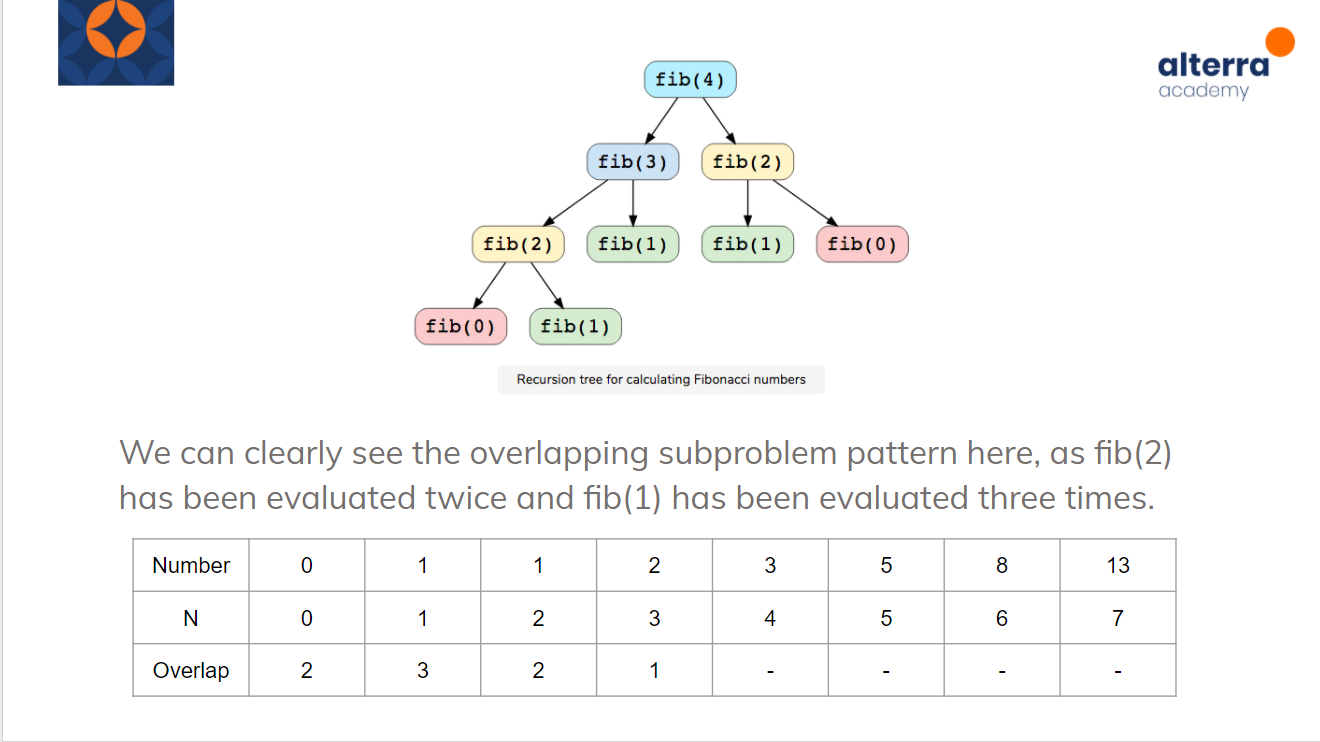 alterra
academy
fib(4)
fib(3) fib(2)
fib(2) fib(1) fib(1) fib(0)
fib(0) fib(1)
Recursion tree for calculating Fibonacci numbers
We can clearly see the overlapping subproblem pattern here, as fib(2)
has been evaluated twice and fib(1) has been evaluated three times.
Number 0 1 1 2 3 5 8 13
N 0 1 2 3 4 5 6 7
Overlap 2 3 2 1 - - - -